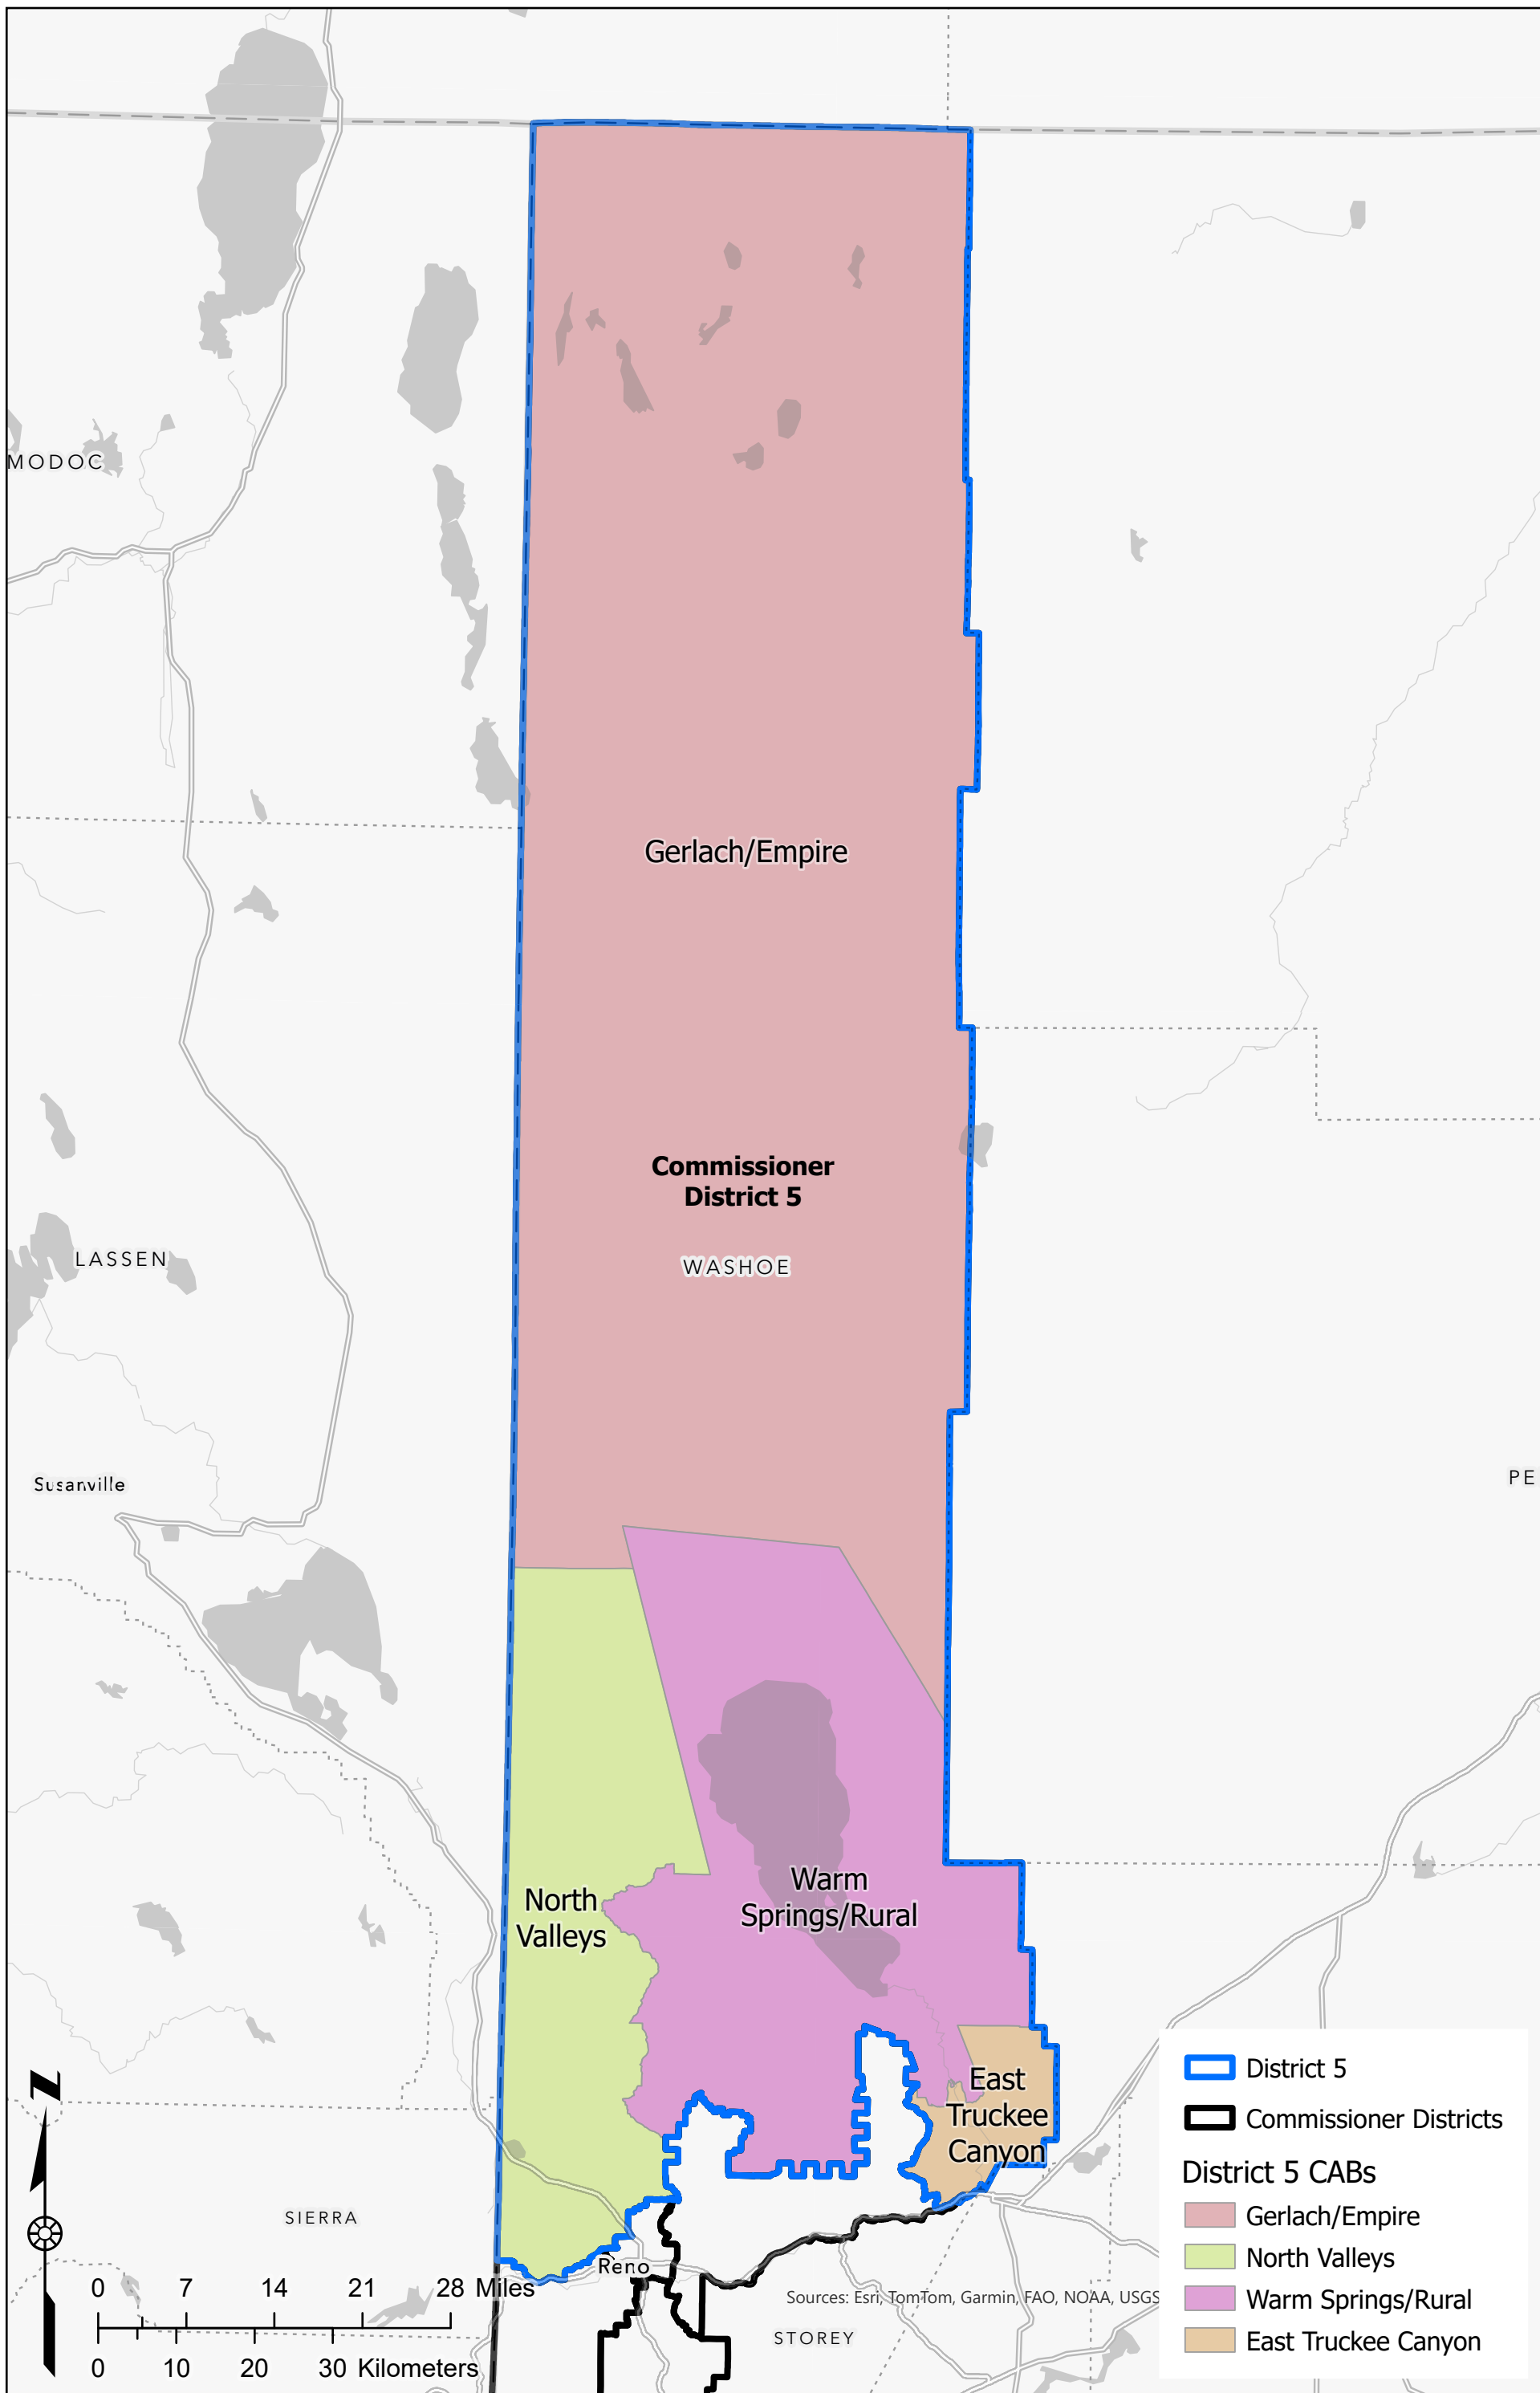 MODOC
Gerlach/Empire
Commissioner
District 5
WASHOE
LASSEN
Susanville
PE
North
Valleys
Warm
Springs/Rural
East
Truckee
Canyon
N
SIERRA
Reno
STOREY
0 7 14 21 28 Miles
0 10 20 30 Kilometers
Sources: Esri, TomTom, Garmin, FAO, NOAA, USGS
District 5
Commissioner Districts
District 5 CABs
Gerlach/Empire
North Valleys
Warm Springs/Rural
East Truckee Canyon